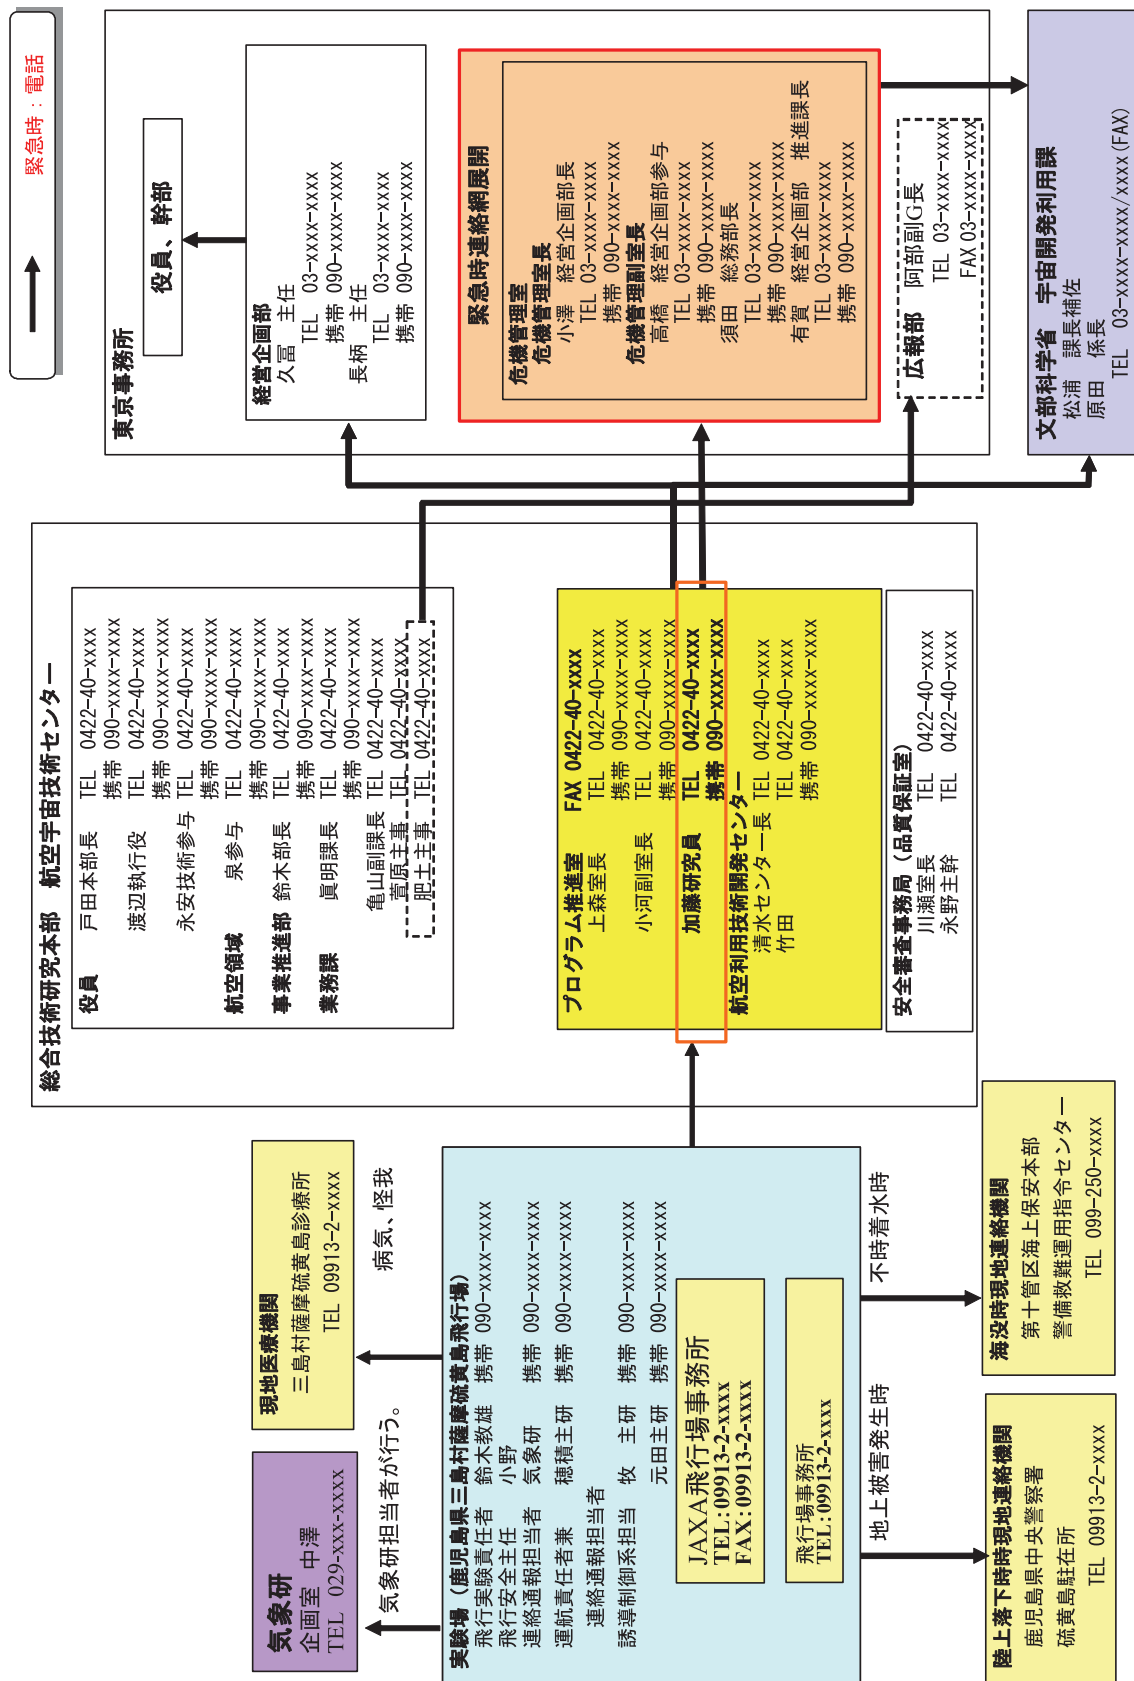 緊急時：電話
気象研
企画室 中澤
TEL 029-xxx-xxxx
気象研担当者が行う。
現地医療機関
三島村薩摩硫黄島診療所
TEL 09913-2-xxxx
病気、怪我
実験場（鹿児島県三島村薩摩硫黄島飛行場）
飛行実験責任者 鈴木教雄 携帯 090-xxxx-xxxx
飛行安全主任 小野
連絡通報担当者 気象研 携帯 090-xxxx-xxxx
運航責任者兼 穂積主研 携帯 090-xxxx-xxxx
連絡通報担当者
誘導制御系担当 牧 主研 携帯 090-xxxx-xxxx
元田主研 携帯 090-xxxx-xxxx
JAXA飛行場事務所
TEL:09913-2-xxxx
FAX:09913-2-xxxx
飛行場事務所
TEL:09913-2-xxxx
地上被害発生時
不時着水時
陸上落下時時現地連絡機関
鹿児島県中央警察署
硫黄島駐在所
TEL 09913-2-xxxx
海没時現地連絡機関
第十管区海上保安本部
警備救難運用指令センター
TEL 099-250-xxxx
総合技術研究本部 航空宇宙技術センター
役員 戸田本部長 TEL 0422-40-xxxx
携帯 090-xxxx-xxxx
渡辺執行役 TEL 0422-40-xxxx
携帯 090-xxxx-xxxx
永安技術参与 TEL 0422-40-xxxx
携帯 090-xxxx-xxxx
航空領域 泉参与 TEL 0422-40-xxxx
携帯 090-xxxx-xxxx
事業推進部 鈴木部長 TEL 0422-40-xxxx
携帯 090-xxxx-xxxx
業務課 眞明課長 TEL 0422-40-xxxx
携帯 090-xxxx-xxxx
亀山副課長 TEL 0422-40-xxxx
萱原主事 TEL 0422-40-xxxx
肥土主事 TEL 0422-40-xxxx
プログラム推進室 FAX 0422-40-xxxx
上森室長 TEL 0422-40-xxxx
携帯 090-xxxx-xxxx
小河副室長 TEL 0422-40-xxxx
携帯 090-xxxx-xxxx
加藤研究員 TEL 0422-40-xxxx
携帯 090-xxxx-xxxx
航空利用技術開発センター
清水センター長 TEL 0422-40-xxxx
竹田 TEL 0422-40-xxxx
携帯 090-xxxx-xxxx
安全審査事務局（品質保証室）
川瀬室長 TEL 0422-40-xxxx
永野主幹 TEL 0422-40-xxxx
東京事務所
役員、幹部
経営企画部
久冨 主任
TEL 03-xxxx-xxxx
携帯 090-xxxx-xxxx
長柄 主任
TEL 03-xxxx-xxxx
携帯 090-xxxx-xxxx
緊急時連絡網展開
危機管理室
危機管理室長
小澤 経営企画部長
TEL 03-xxxx-xxxx
携帯 090-xxxx-xxxx
危機管理副室長
高橋 経営企画部参与
TEL 03-xxxx-xxxx
携帯 090-xxxx-xxxx
須田 総務部長
TEL 03-xxxx-xxxx
携帯 090-xxxx-xxxx
有賀 経営企画部 推進課長
TEL 03-xxxx-xxxx
携帯 090-xxxx-xxxx
広報部 阿部副G長
TEL 03-xxxx-xxxx
FAX 03-xxxx-xxxx
文部科学省 宇宙開発利用課
松浦 課長補佐
原田 係長
TEL 03-xxxx-xxxx/xxxx(FAX)